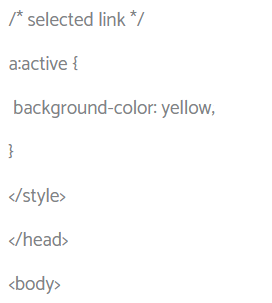 /* selected link */
a:active {
background-color: yellow,
}
</style>
</head>
<body>